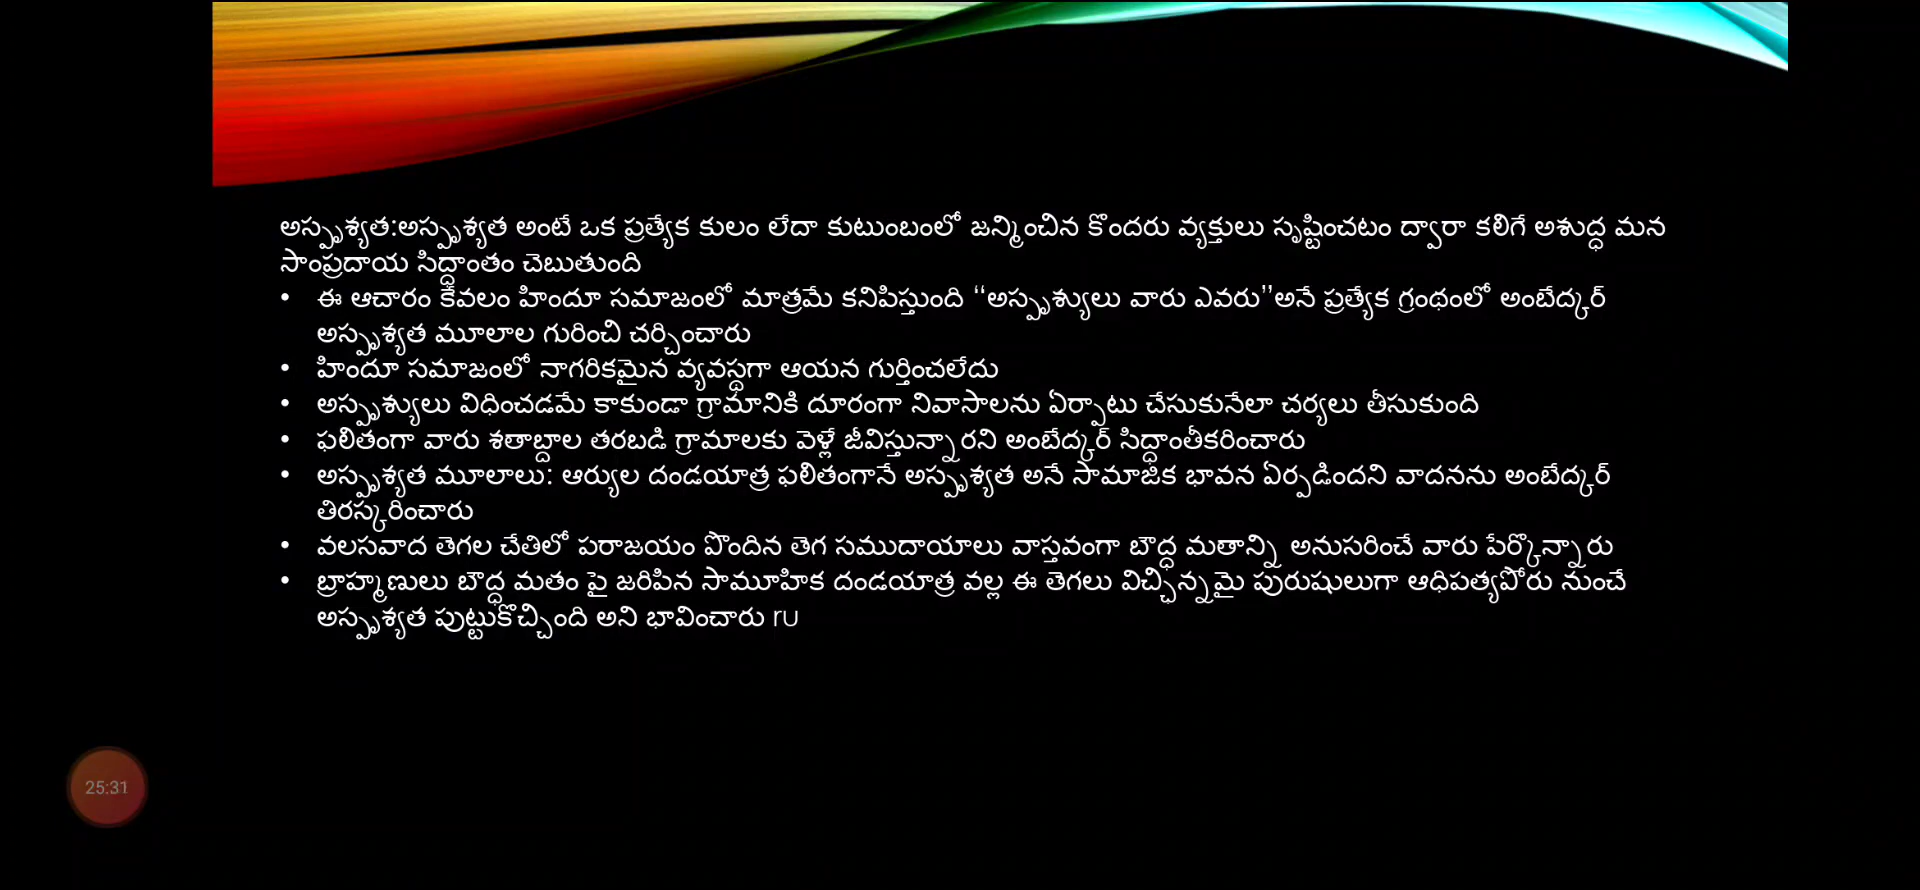 అస్పృశ్యత:అస్పృశ్యత అంటే ఒక ప్రత్యేక కులం లేదా కుటుంబంలో జన్మించిన కొందరు వ్యక్తులు సృష్టించటం ద్వారా కలిగే అశుద్ధ మన
సాంప్రదాయ సిద్ధాంతం చెబుతుంది
• ఈ ఆచారం కేవలం హిందూ సమాజంలో మాత్రమే కనిపిస్తుంది ‘‘అస్పృశ్యులు వారు ఎవరు’’అనే ప్రత్యేక గ్రంథంలో అంబేద్కర్
అస్పృశ్యత మూలాల గురించి చర్చించారు
• హిందూ సమాజంలో నాగరికమైన వ్యవస్థగా ఆయన గుర్తించలేదు
• అస్పృశ్యులు విధించడమే కాకుండా గ్రామానికి దూరంగా నివాసాలను ఏర్పాటు చేసుకునేలా చర్యలు తీసుకుంది
• ఫలితంగా వారు శతాబ్దాల తరబడి గ్రామాలకు వెళ్లే జీవిస్తున్నారని అంబేద్కర్ సిద్ధాంతీకరించారు
• అస్పృశ్యత మూలాలు: ఆర్యుల దండయాత్ర ఫలితంగానే అస్పృశ్యత అనే సామాజిక భావన ఏర్పడిందని వాదనను అంబేద్కర్
తిరస్కరించారు
• వలసవాద తెగల చేతిలో పరాజయం పొందిన తెగ సముదాయాలు వాస్తవంగా బౌద్ధ మతాన్ని అనుసరించే వారు పేర్కొన్నారు
• బ్రాహ్మణులు బౌద్ధ మతం పై జరిపిన సామూహిక దండయాత్ర వల్ల ఈ తెగలు విచ్ఛిన్నమై పురుషులుగా ఆధిపత్యపోరు నుంచే
అస్పృశ్యత పుట్టుకొచ్చింది అని భావించారు ru
25:31